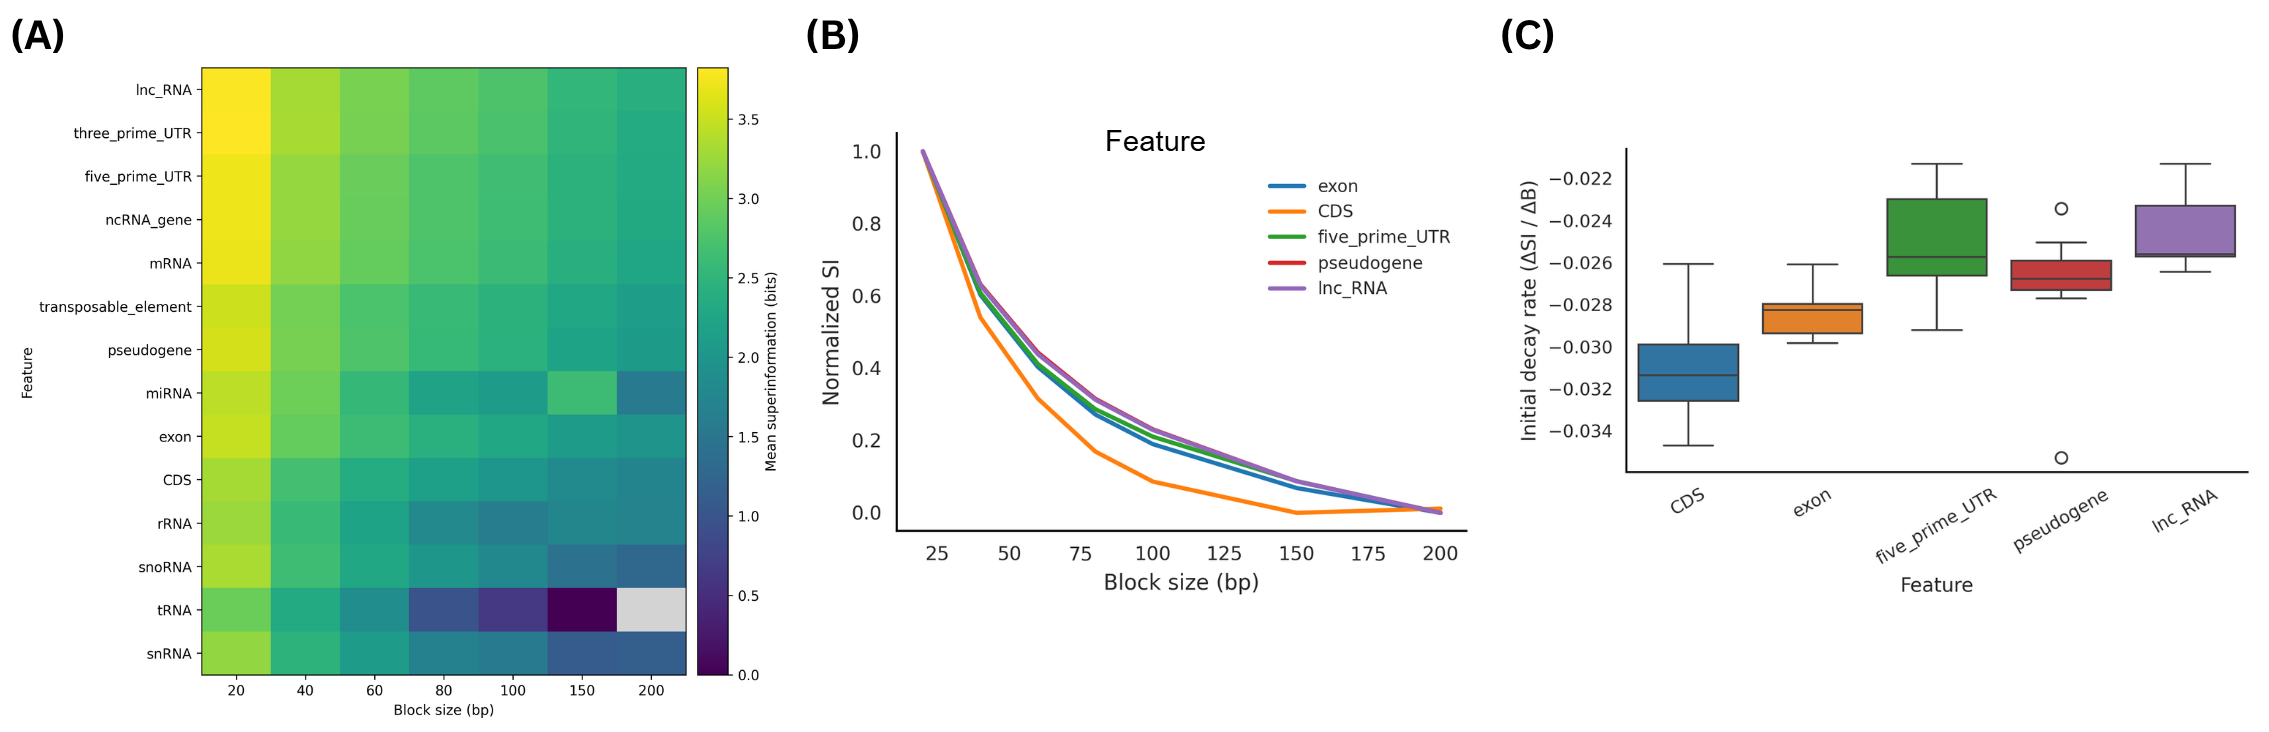 (A)
lnc_RNA
three_prime_UTR
five_prime_UTR
ncRNA_gene
mRNA
transposable_element
pseudogene
miRNA
exon
CDS
rRNA
snoRNA
tRNA
snRNA
Feature
20 40 60 80 100 150 200
Block size (bp)
3.5
3.0
2.5
2.0
1.5
1.0
0.5
0.0
Mean superinformation (bits)
(B)
Feature
exon
CDS
five_prime_UTR
pseudogene
lnc_RNA
1.0
0.8
0.6
0.4
0.2
0.0
Normalized SI
25 50 75 100 125 150 175 200
Block size (bp)
(C)
−0.022
−0.024
−0.026
−0.028
−0.030
−0.032
−0.034
Initial decay rate (ΔSI / ΔB)
CDS
exon
five_prime_UTR
pseudogene
lnc_RNA
Feature